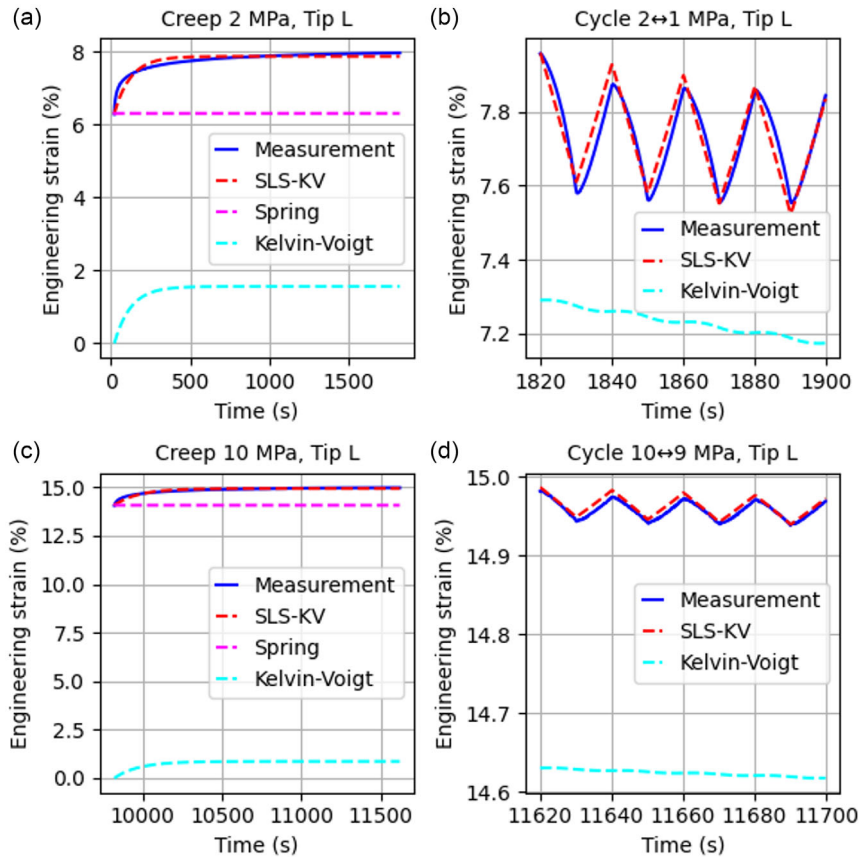 (a)
Creep 2 MPa, Tip L
Engineering strain (%)
8
6
4
2
0
Measurement
SLS-KV
Spring
Kelvin-Voigt
0 500 1000 1500
Time (s)
(b)
Cycle 2↔1 MPa, Tip L
Engineering strain (%)
7.8
7.6
7.4
7.2
Measurement
SLS-KV
Kelvin-Voigt
1820 1840 1860 1880 1900
Time (s)
(c)
Creep 10 MPa, Tip L
Engineering strain (%)
15.0
12.5
10.0
7.5
5.0
2.5
0.0
Measurement
SLS-KV
Spring
Kelvin-Voigt
10000 10500 11000 11500
Time (s)
(d)
Cycle 10↔9 MPa, Tip L
Engineering strain (%)
15.0
14.9
14.8
14.7
14.6
Measurement
SLS-KV
Kelvin-Voigt
11620 11640 11660 11680 11700
Time (s)